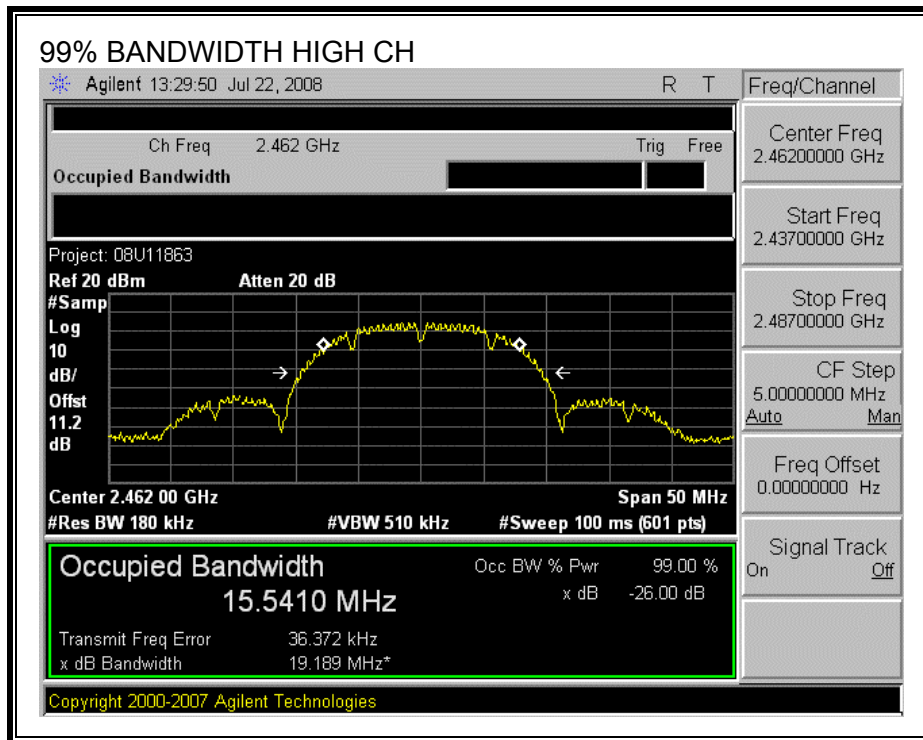 99% BANDWIDTH HIGH CH
Agilent 13:29:50 Jul 22, 2008 R T
Ch Freq 2.462 GHz Trig Free
Occupied Bandwidth
Project: 08U11863
Ref 20 dBm Atten 20 dB
#Samp
Log
10
dB/
Offst
11.2
dB
Center 2.462 00 GHz Span 50 MHz
#Res BW 180 kHz #VBW 510 kHz #Sweep 100 ms (601 pts)
Occupied Bandwidth Occ BW % Pwr 99.00 %
15.5410 MHz x dB -26.00 dB
Transmit Freq Error 36.372 kHz
x dB Bandwidth 19.189 MHz*
Copyright 2000-2007 Agilent Technologies
Freq/Channel
Center Freq
2.46200000 GHz
Start Freq
2.43700000 GHz
Stop Freq
2.48700000 GHz
CF Step
5.00000000 MHz
Auto Man
Freq Offset
0.00000000 Hz
Signal Track
On Off